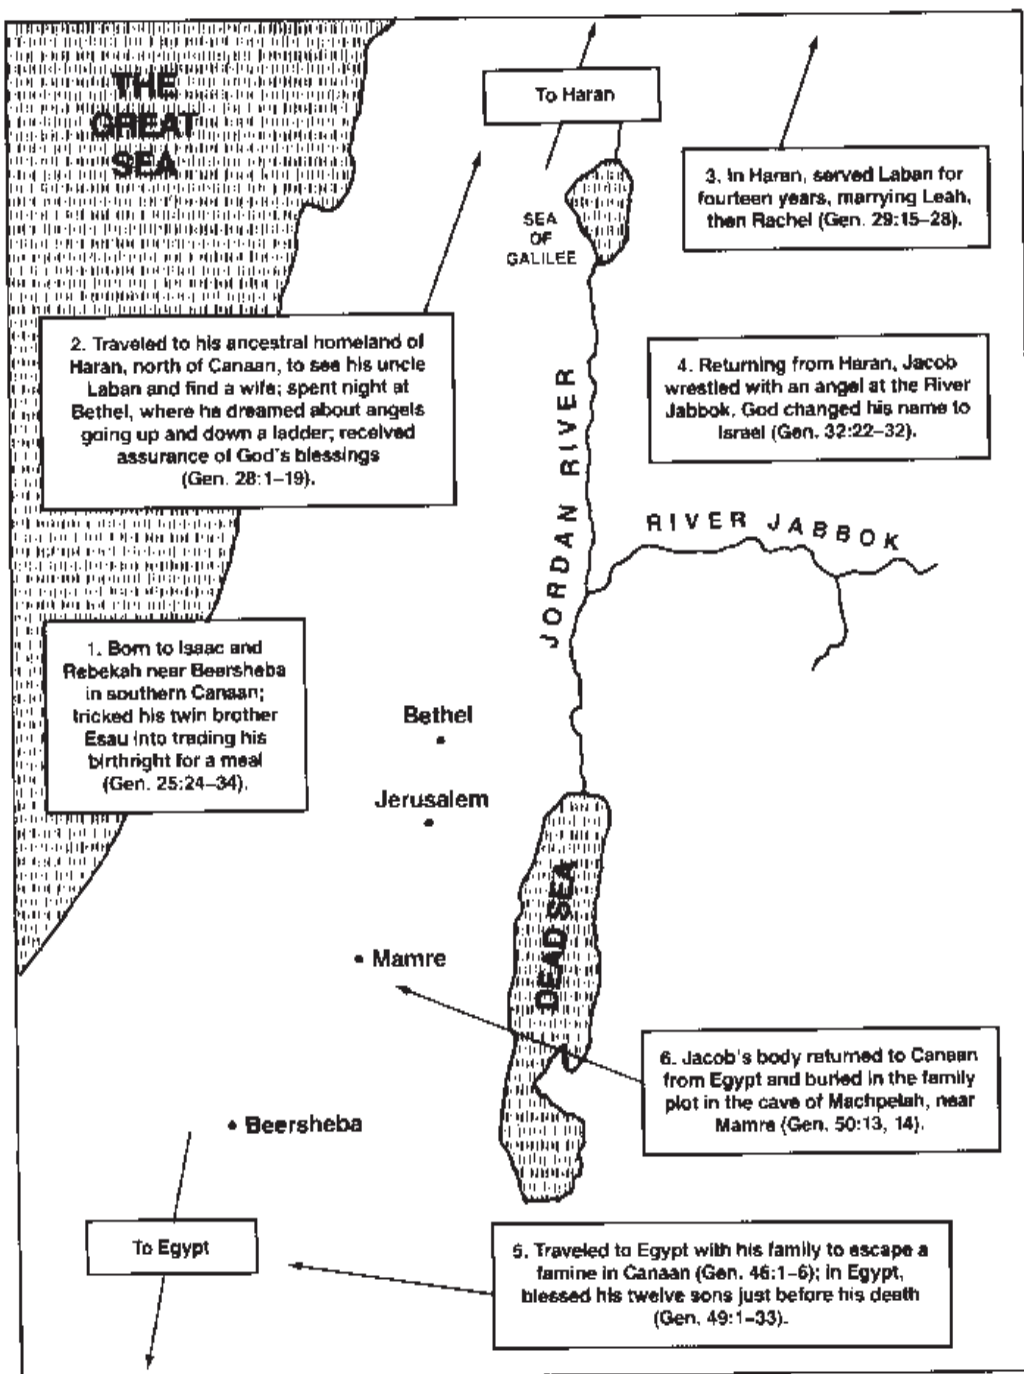 THE
GREAT
SEA
To Haran
3. In Haran, served Laban for
fourteen years, marrying Leah,
then Rachel (Gen. 29:15–28).
SEA
OF
GALILEE
2. Traveled to his ancestral homeland of
Haran, north of Canaan, to see his uncle
Laban and find a wife; spent night at
Bethel, where he dreamed about angels
going up and down a ladder; received
assurance of God's blessings
(Gen. 28:1–19).
4. Returning from Haran, Jacob
wrestled with an angel at the River
Jabbok. God changed his name to
Israel (Gen. 32:22–32).
JORDAN RIVER
RIVER JABBOK
1. Born to Isaac and
Rebekah near Beersheba
in southern Canaan;
tricked his twin brother
Esau into trading his
birthright for a meal
(Gen. 25:24–34).
Bethel
Jerusalem
DEAD SEA
Mamre
6. Jacob's body returned to Canaan
from Egypt and buried in the family
plot in the cave of Machpelah, near
Mamre (Gen. 50:13, 14).
Beersheba
To Egypt
5. Traveled to Egypt with his family to escape a
famine in Canaan (Gen. 46:1–6); in Egypt,
blessed his twelve sons just before his death
(Gen. 49:1–33).